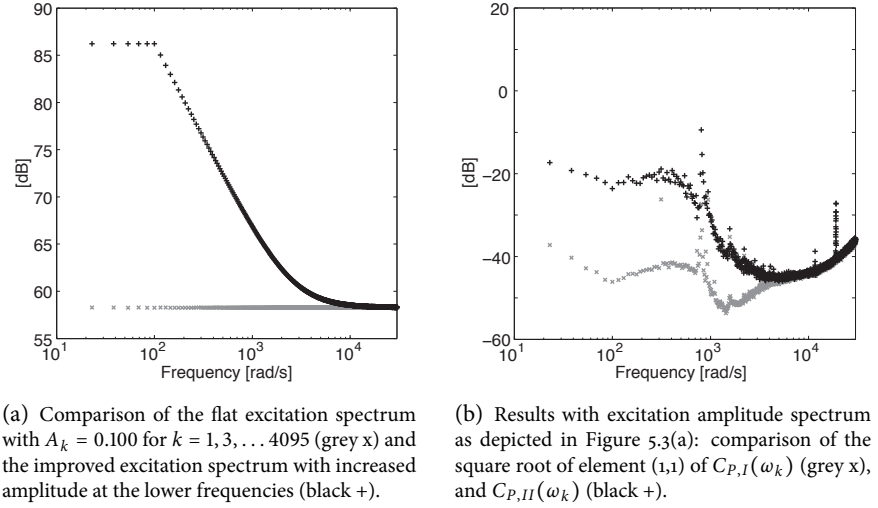 90
85
80
75
70
65
60
55
[dB]
10^1 10^2 10^3 10^4
Frequency [rad/s]
20
0
−20
−40
−60
[dB]
10^1 10^2 10^3 10^4
Frequency [rad/s]
(a) Comparison of the flat excitation spectrum
with A_k = 0.100 for k = 1, 3, . . . 4095 (grey x) and
the improved excitation spectrum with increased
amplitude at the lower frequencies (black +).
(b) Results with excitation amplitude spectrum
as depicted in Figure 5.3(a): comparison of the
square root of element (1,1) of C_{P,I}(ω_k) (grey x),
and C_{P,II}(ω_k) (black +).